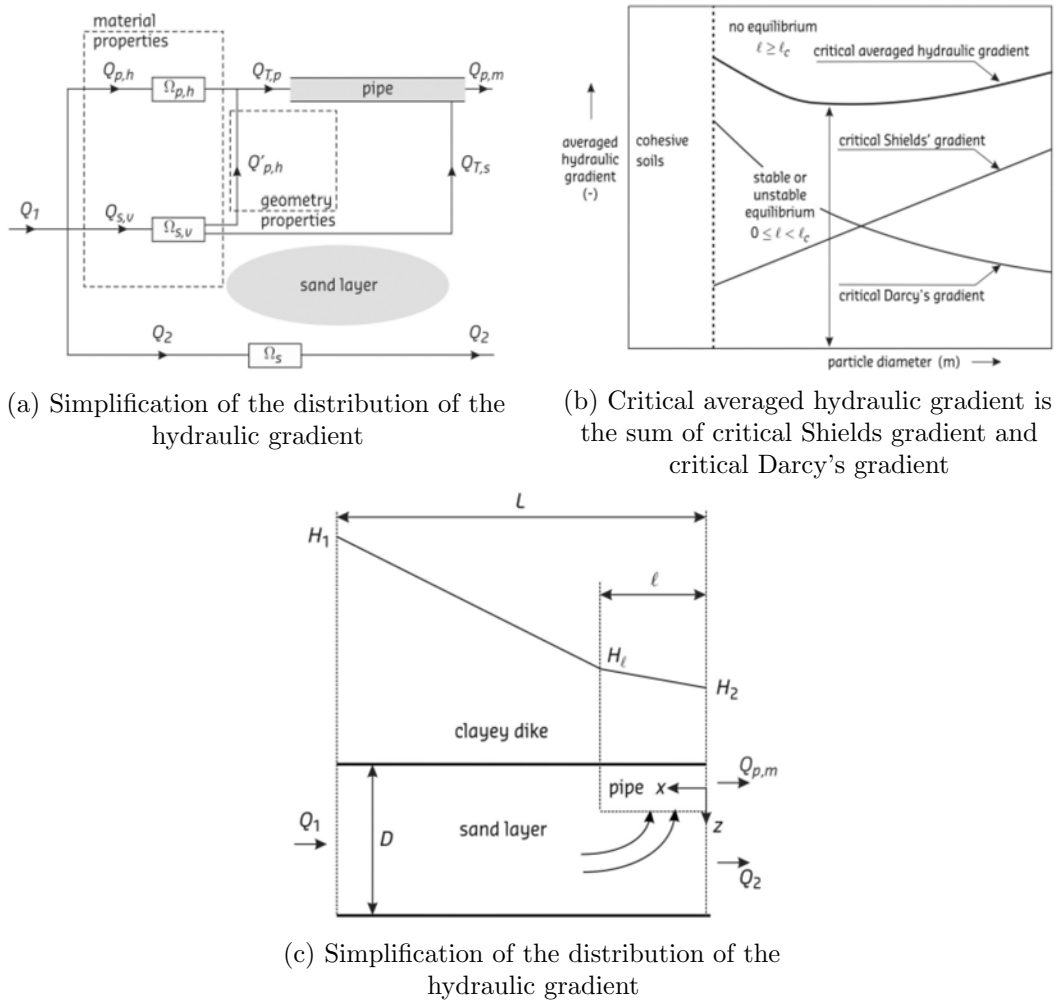 material
properties
Q_{p,h}
Ω_{p,h}
Q_{T,p}
pipe
Q_{p,m}
Q'_{p,h}
Q_{T,s}
geometry
properties
Q_1
Q_{s,v}
Ω_{s,v}
sand layer
Q_2
Ω_s
Q_2
(a) Simplification of the distribution of the
hydraulic gradient
no equilibrium
ℓ ≥ ℓ_c
critical averaged hydraulic gradient
averaged
hydraulic
gradient
(-)
cohesive
soils
critical Shields' gradient
stable or
unstable
equilibrium
0 ≤ ℓ < ℓ_c
critical Darcy's gradient
particle diameter (m)
(b) Critical averaged hydraulic gradient is
the sum of critical Shields gradient and
critical Darcy's gradient
L
H_1
ℓ
H_ℓ
H_2
clayey dike
Q_{p,m}
pipe x
z
Q_1
D
sand layer
Q_2
(c) Simplification of the distribution of the
hydraulic gradient